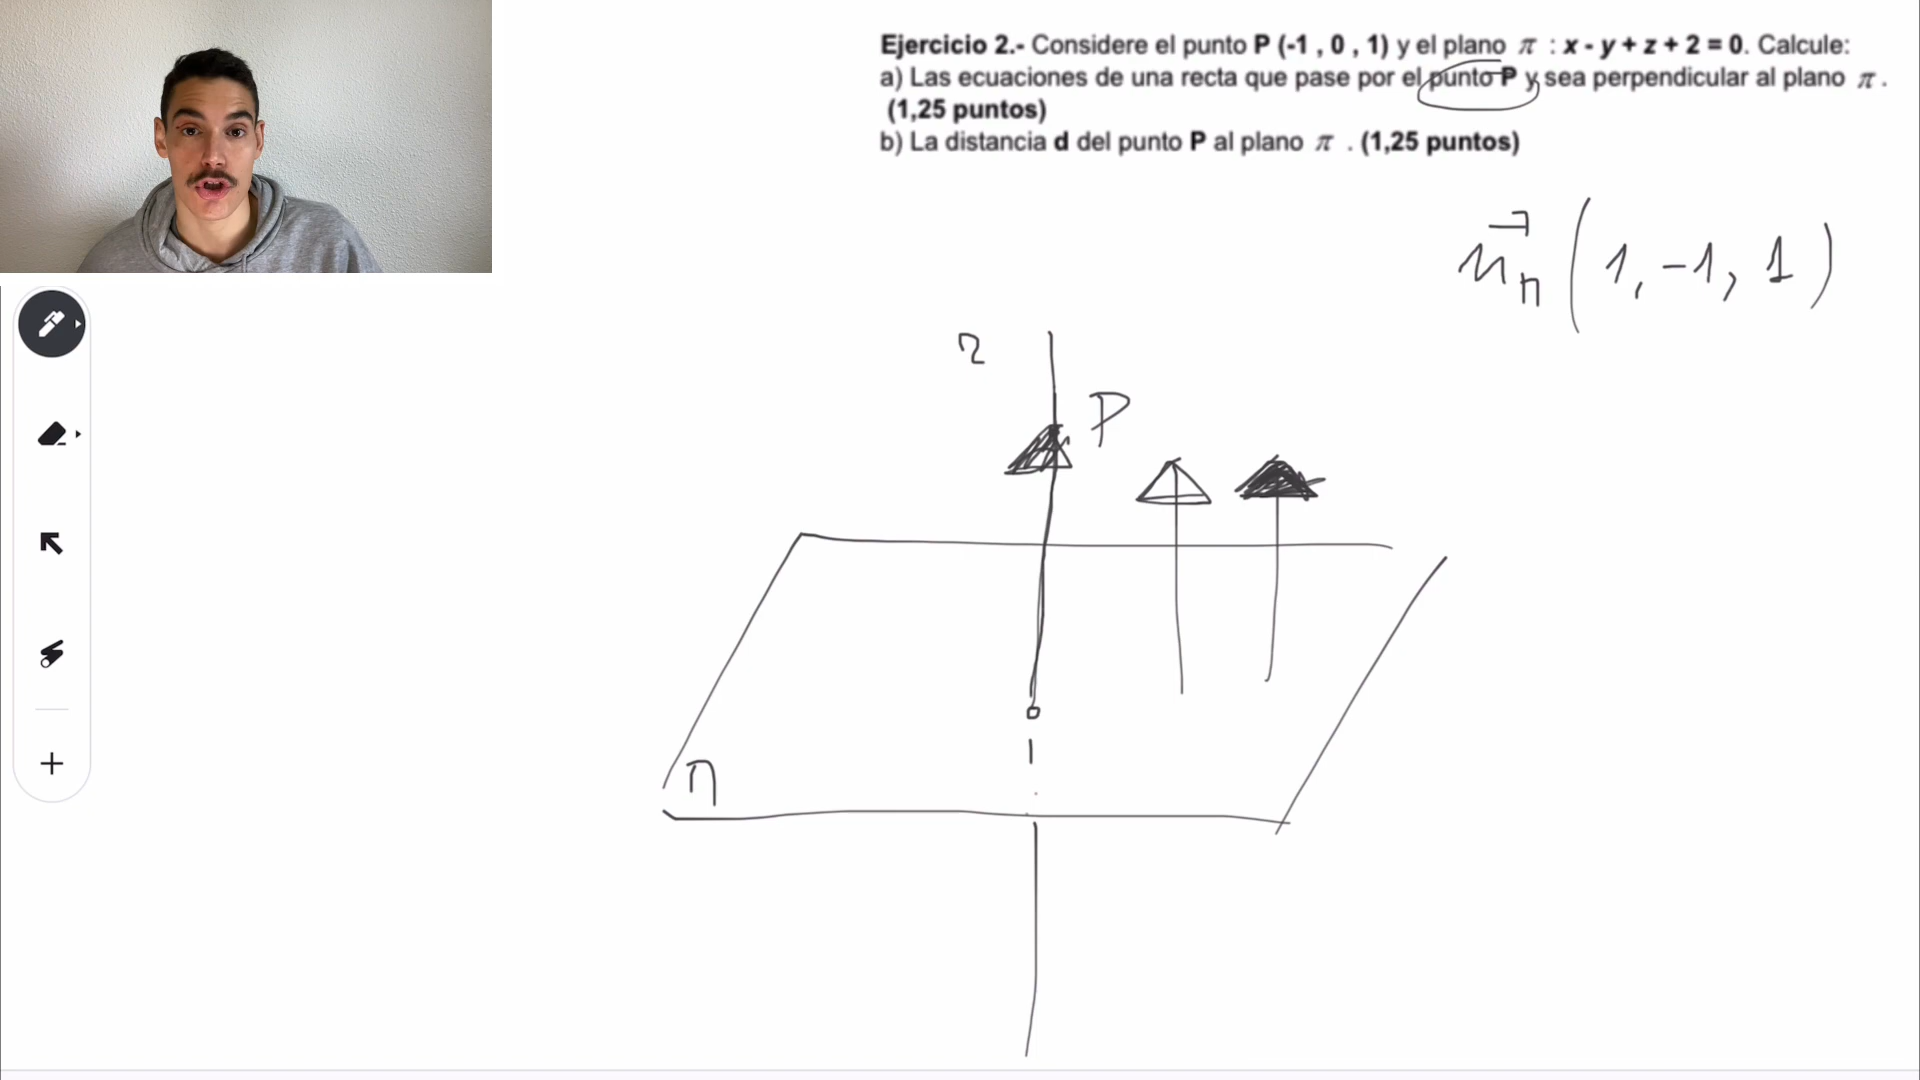 Ejercicio 2.- Considere el punto P (-1 , 0 , 1) y el plano π : x - y + z + 2 = 0. Calcule:
a) Las ecuaciones de una recta que pase por el punto P y sea perpendicular al plano π .
(1,25 puntos)
b) La distancia d del punto P al plano π . (1,25 puntos)
n⃗π (1, -1, 1)
r
P
π